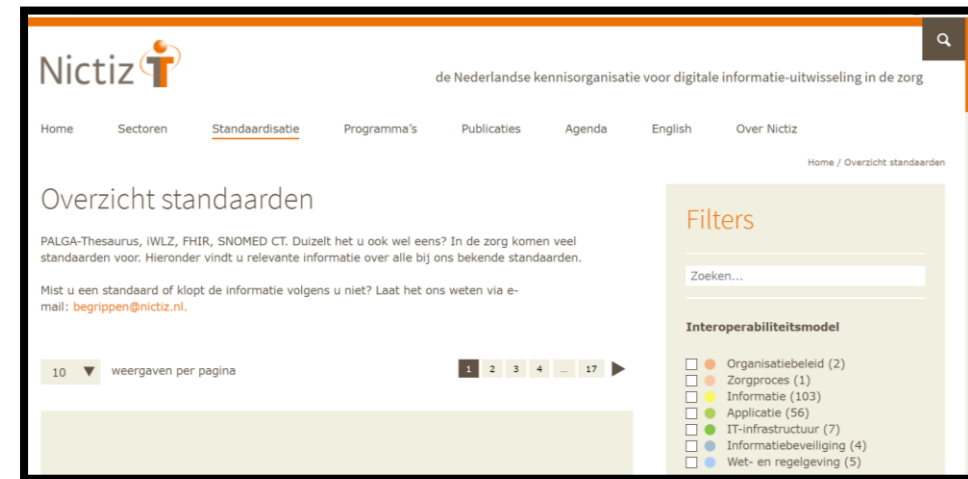 Nictiz
de Nederlandse kennisorganisatie voor digitale informatie-uitwisseling in de zorg
Home Sectoren Standaardisatie Programma's Publicaties Agenda English Over Nictiz
Home / Overzicht standaarden
Overzicht standaarden
PALGA-Thesaurus, iWLZ, FHIR, SNOMED CT. Duizelt het u ook wel eens? In de zorg komen veel
standaarden voor. Hieronder vindt u relevante informatie over alle bij ons bekende standaarden.
Mist u een standaard of klopt de informatie volgens u niet? Laat het ons weten via e-
mail: begrippen@nictiz.nl.
10 weergaven per pagina 1 2 3 4 ... 17
Filters
Zoeken...
Interoperabiliteitsmodel
Organisatiebeleid (2)
Zorgproces (1)
Informatie (103)
Applicatie (56)
IT-infrastructuur (7)
Informatiebeveiliging (4)
Wet- en regelgeving (5)